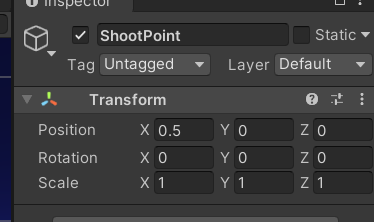 Inspector
ShootPoint Static
Tag Untagged Layer Default
Transform
Position X 0.5 Y 0 Z 0
Rotation X 0 Y 0 Z 0
Scale X 1 Y 1 Z 1